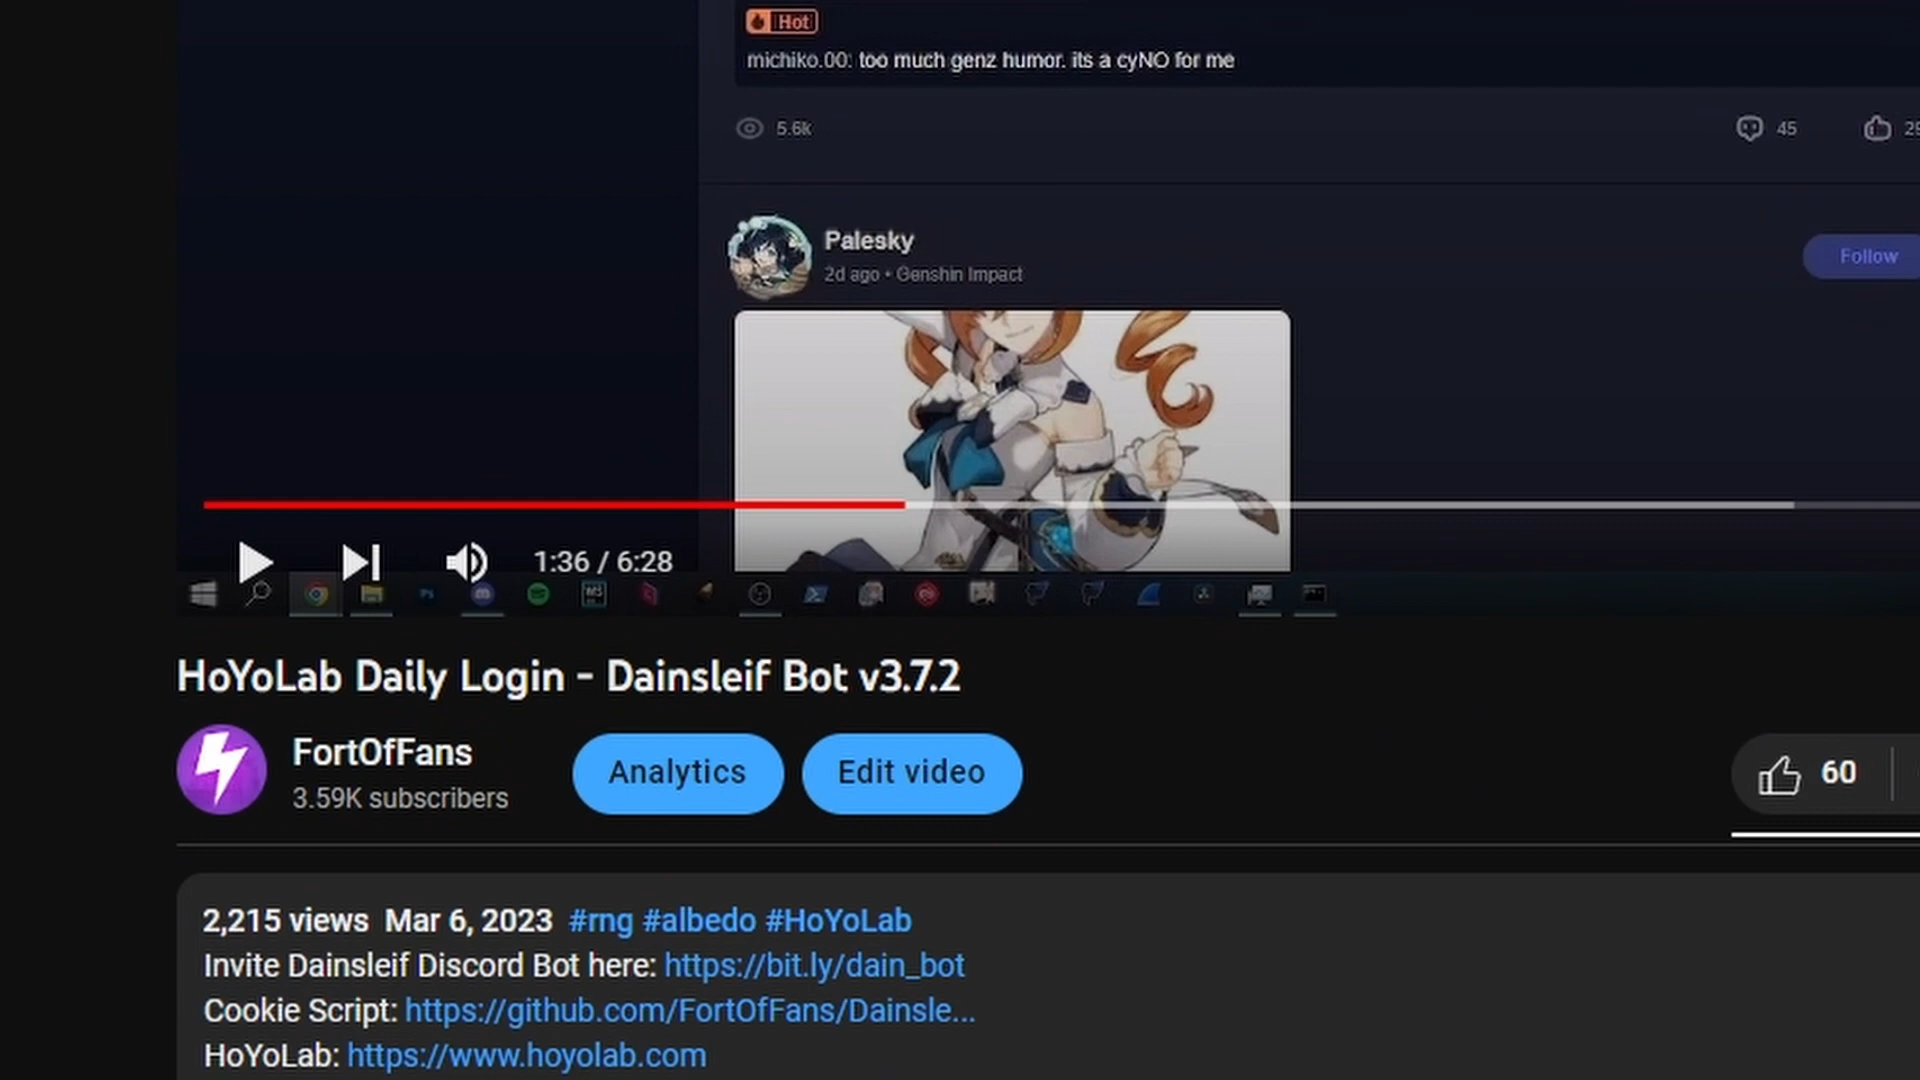 Hot
michiko.00: too much genz humor. its a cyNO for me
5.6k
45
Palesky
2d ago • Genshin Impact
Follow
1:36 / 6:28
HoYoLab Daily Login - Dainsleif Bot v3.7.2
FortOfFans
3.59K subscribers
Analytics
Edit video
60
2,215 views Mar 6, 2023 #rng #albedo #HoYoLab
Invite Dainsleif Discord Bot here: https://bit.ly/dain_bot
Cookie Script: https://github.com/FortOfFans/Dainsle...
HoYoLab: https://www.hoyolab.com